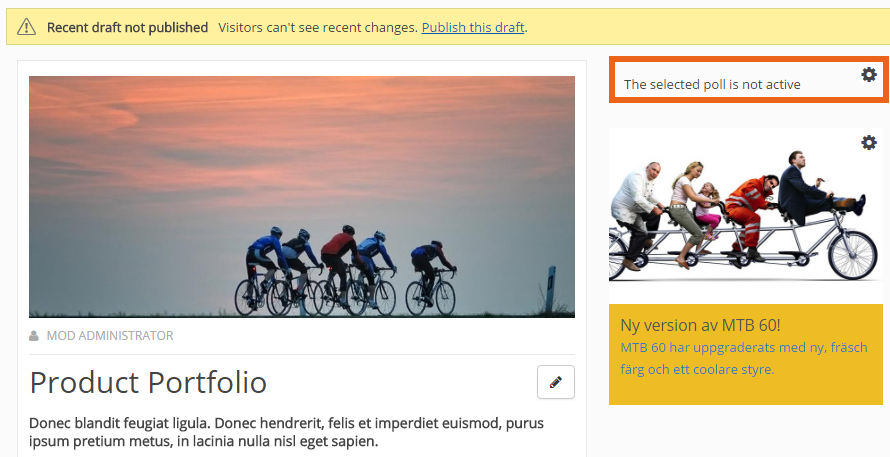 Recent draft not published Visitors can't see recent changes. Publish this draft.
The selected poll is not active
MOD ADMINISTRATOR
Product Portfolio
Donec blandit feugiat ligula. Donec hendrerit, felis et imperdiet euismod, purus
ipsum pretium metus, in lacinia nulla nisl eget sapien.
Ny version av MTB 60!
MTB 60 har uppgraderats med ny, fräsch
färg och ett coolare styre.